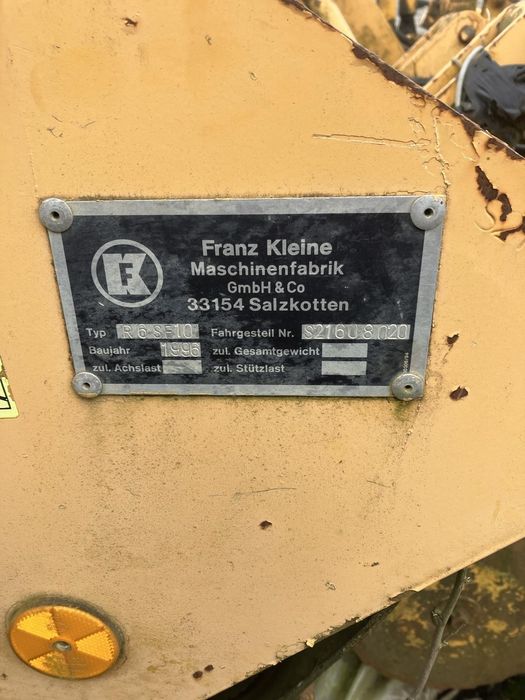 FK
Franz Kleine
Maschinenfabrik
GmbH & Co
33154 Salzkotten
Typ R6-SF10 Fahrgestell Nr. S216U8020
Baujahr 1996 zul. Gesamtgewicht
zul. Achslast zul. Stützlast